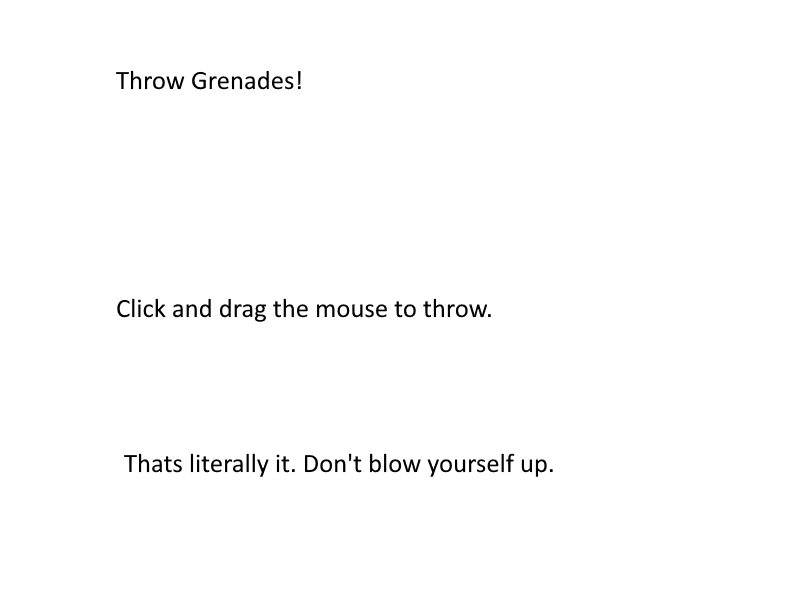 Throw Grenades!
Click and drag the mouse to throw.
Thats literally it. Don't blow yourself up.